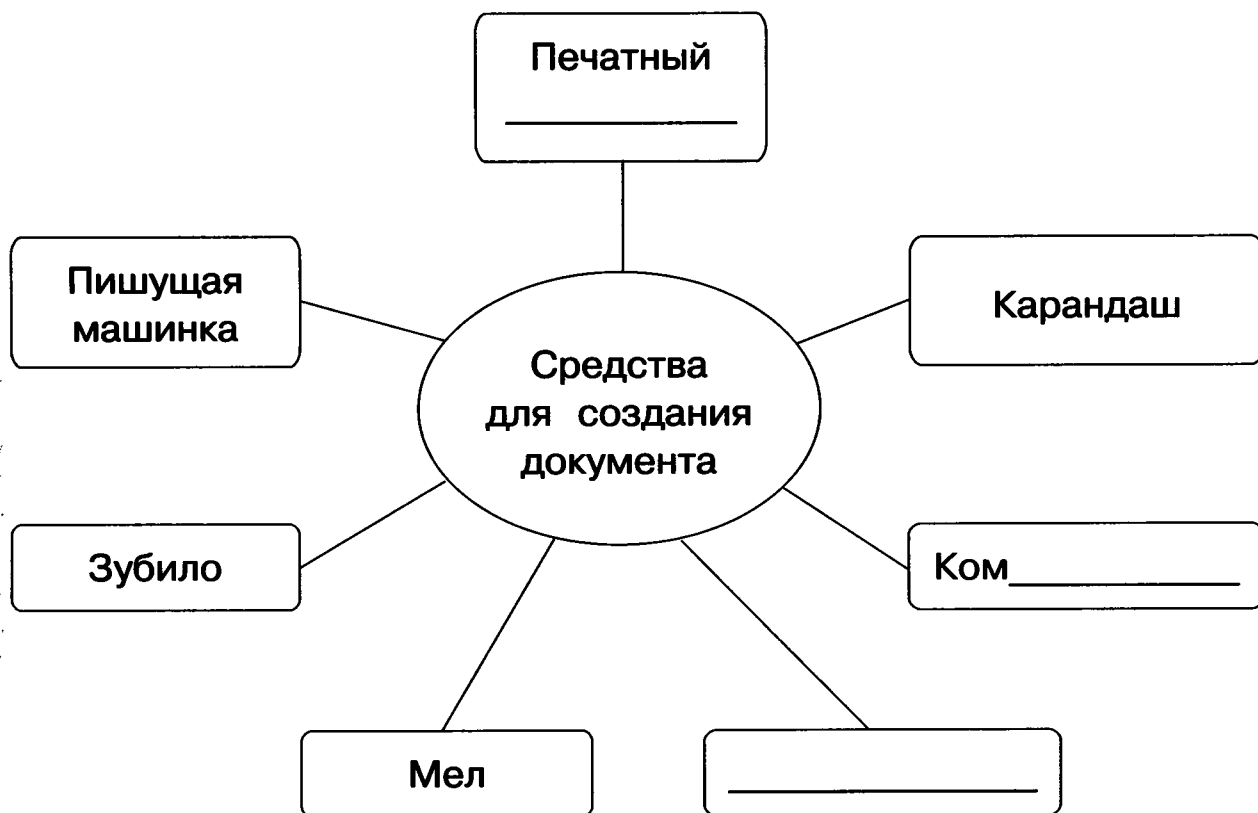 Печатный
Пишущая
машинка
Карандаш
Средства
для создания
документа
Зубило
Ком
Мел